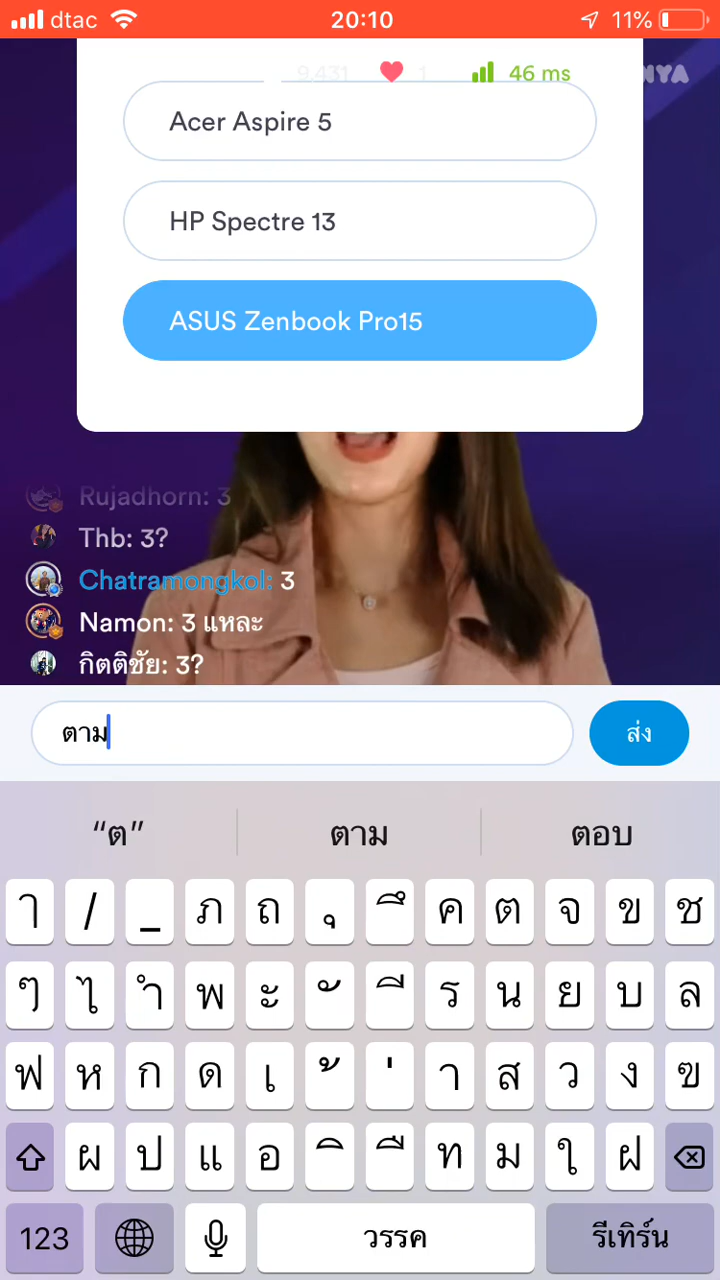 dtac 20:10 11%
9,431 1 46 ms NYA
Acer Aspire 5
HP Spectre 13
ASUS Zenbook Pro15
Rujadhorn: 3
Thb: 3?
Chatramongkol: 3
Namon: 3 แหละ
กิตติชัย: 3?
ตาม ส่ง
“ต” ตาม ตอบ
ๅ / _ ภ ถ ุ ึ ค ต จ ข ช
ๆ ไ ำ พ ะ ั ี ร น ย บ ล
ฟ ห ก ด เ ้ ่ า ส ว ง ฃ
ผ ป แ อ ิ ื ท ม ใ ฝ
123 วรรค รีเทิร์น